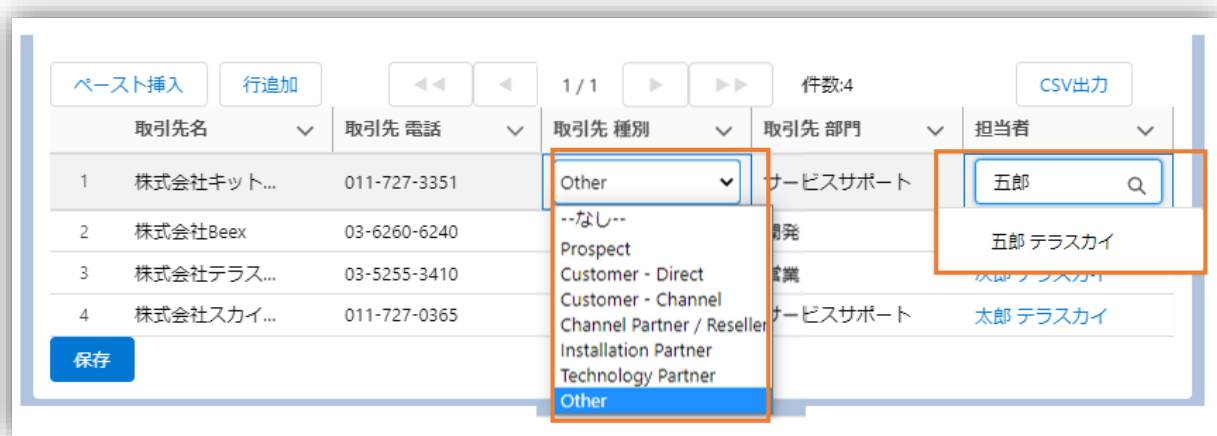 ペースト挿入 行追加 ◀◀ ◀ 1 / 1 ▶ ▶▶ 件数:4 CSV出力
取引先名 取引先 電話 取引先 種別 取引先 部門 担当者
1 株式会社キット... 011-727-3351 Other サービスサポート 五郎
--なし--
Prospect
Customer - Direct
Customer - Channel
Channel Partner / Reseller
Installation Partner
Technology Partner
Other
五郎 テラスカイ
2 株式会社Beex 03-6260-6240 開発
3 株式会社テラス... 03-5255-3410 営業 次郎 テラスカイ
4 株式会社スカイ... 011-727-0365 サービスサポート 太郎 テラスカイ
保存